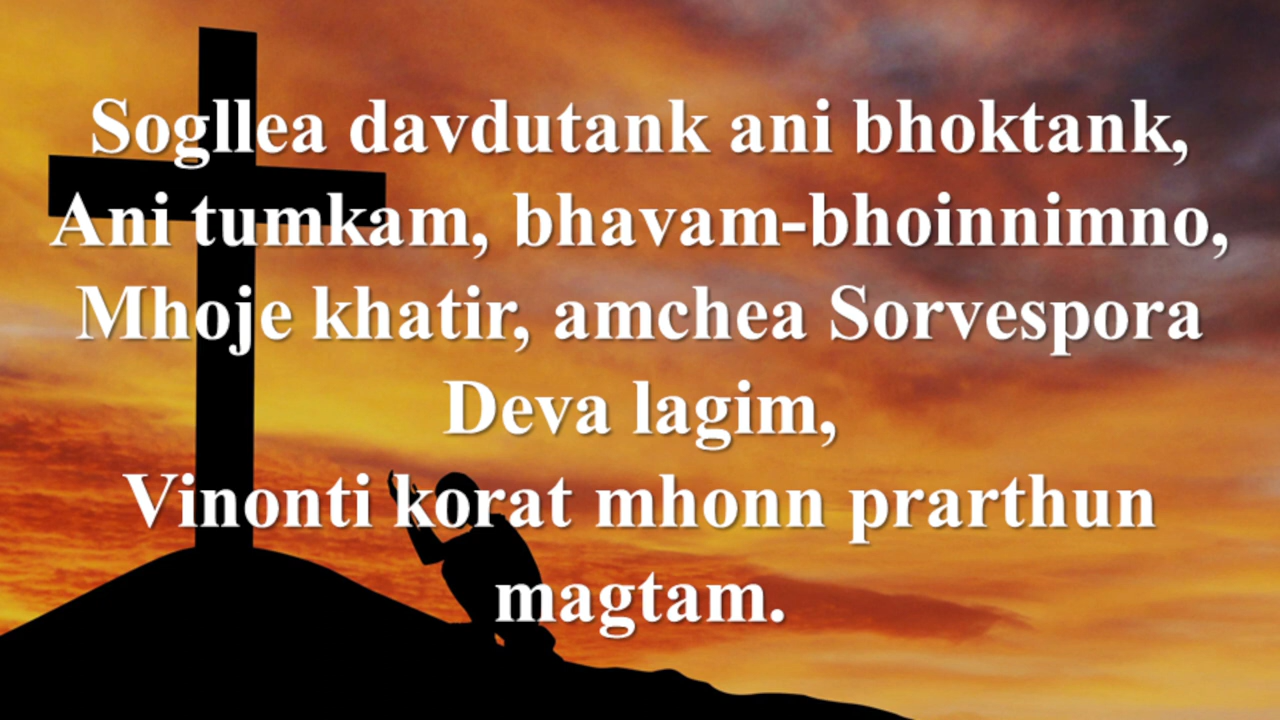 Sogllea davdutank ani bhoktank,
Ani tumkam, bhavam-bhoinnimno,
Mhoje khatir, amchea Sorvespora
Deva lagim,
Vinonti korat mhonn prarthun
magtam.